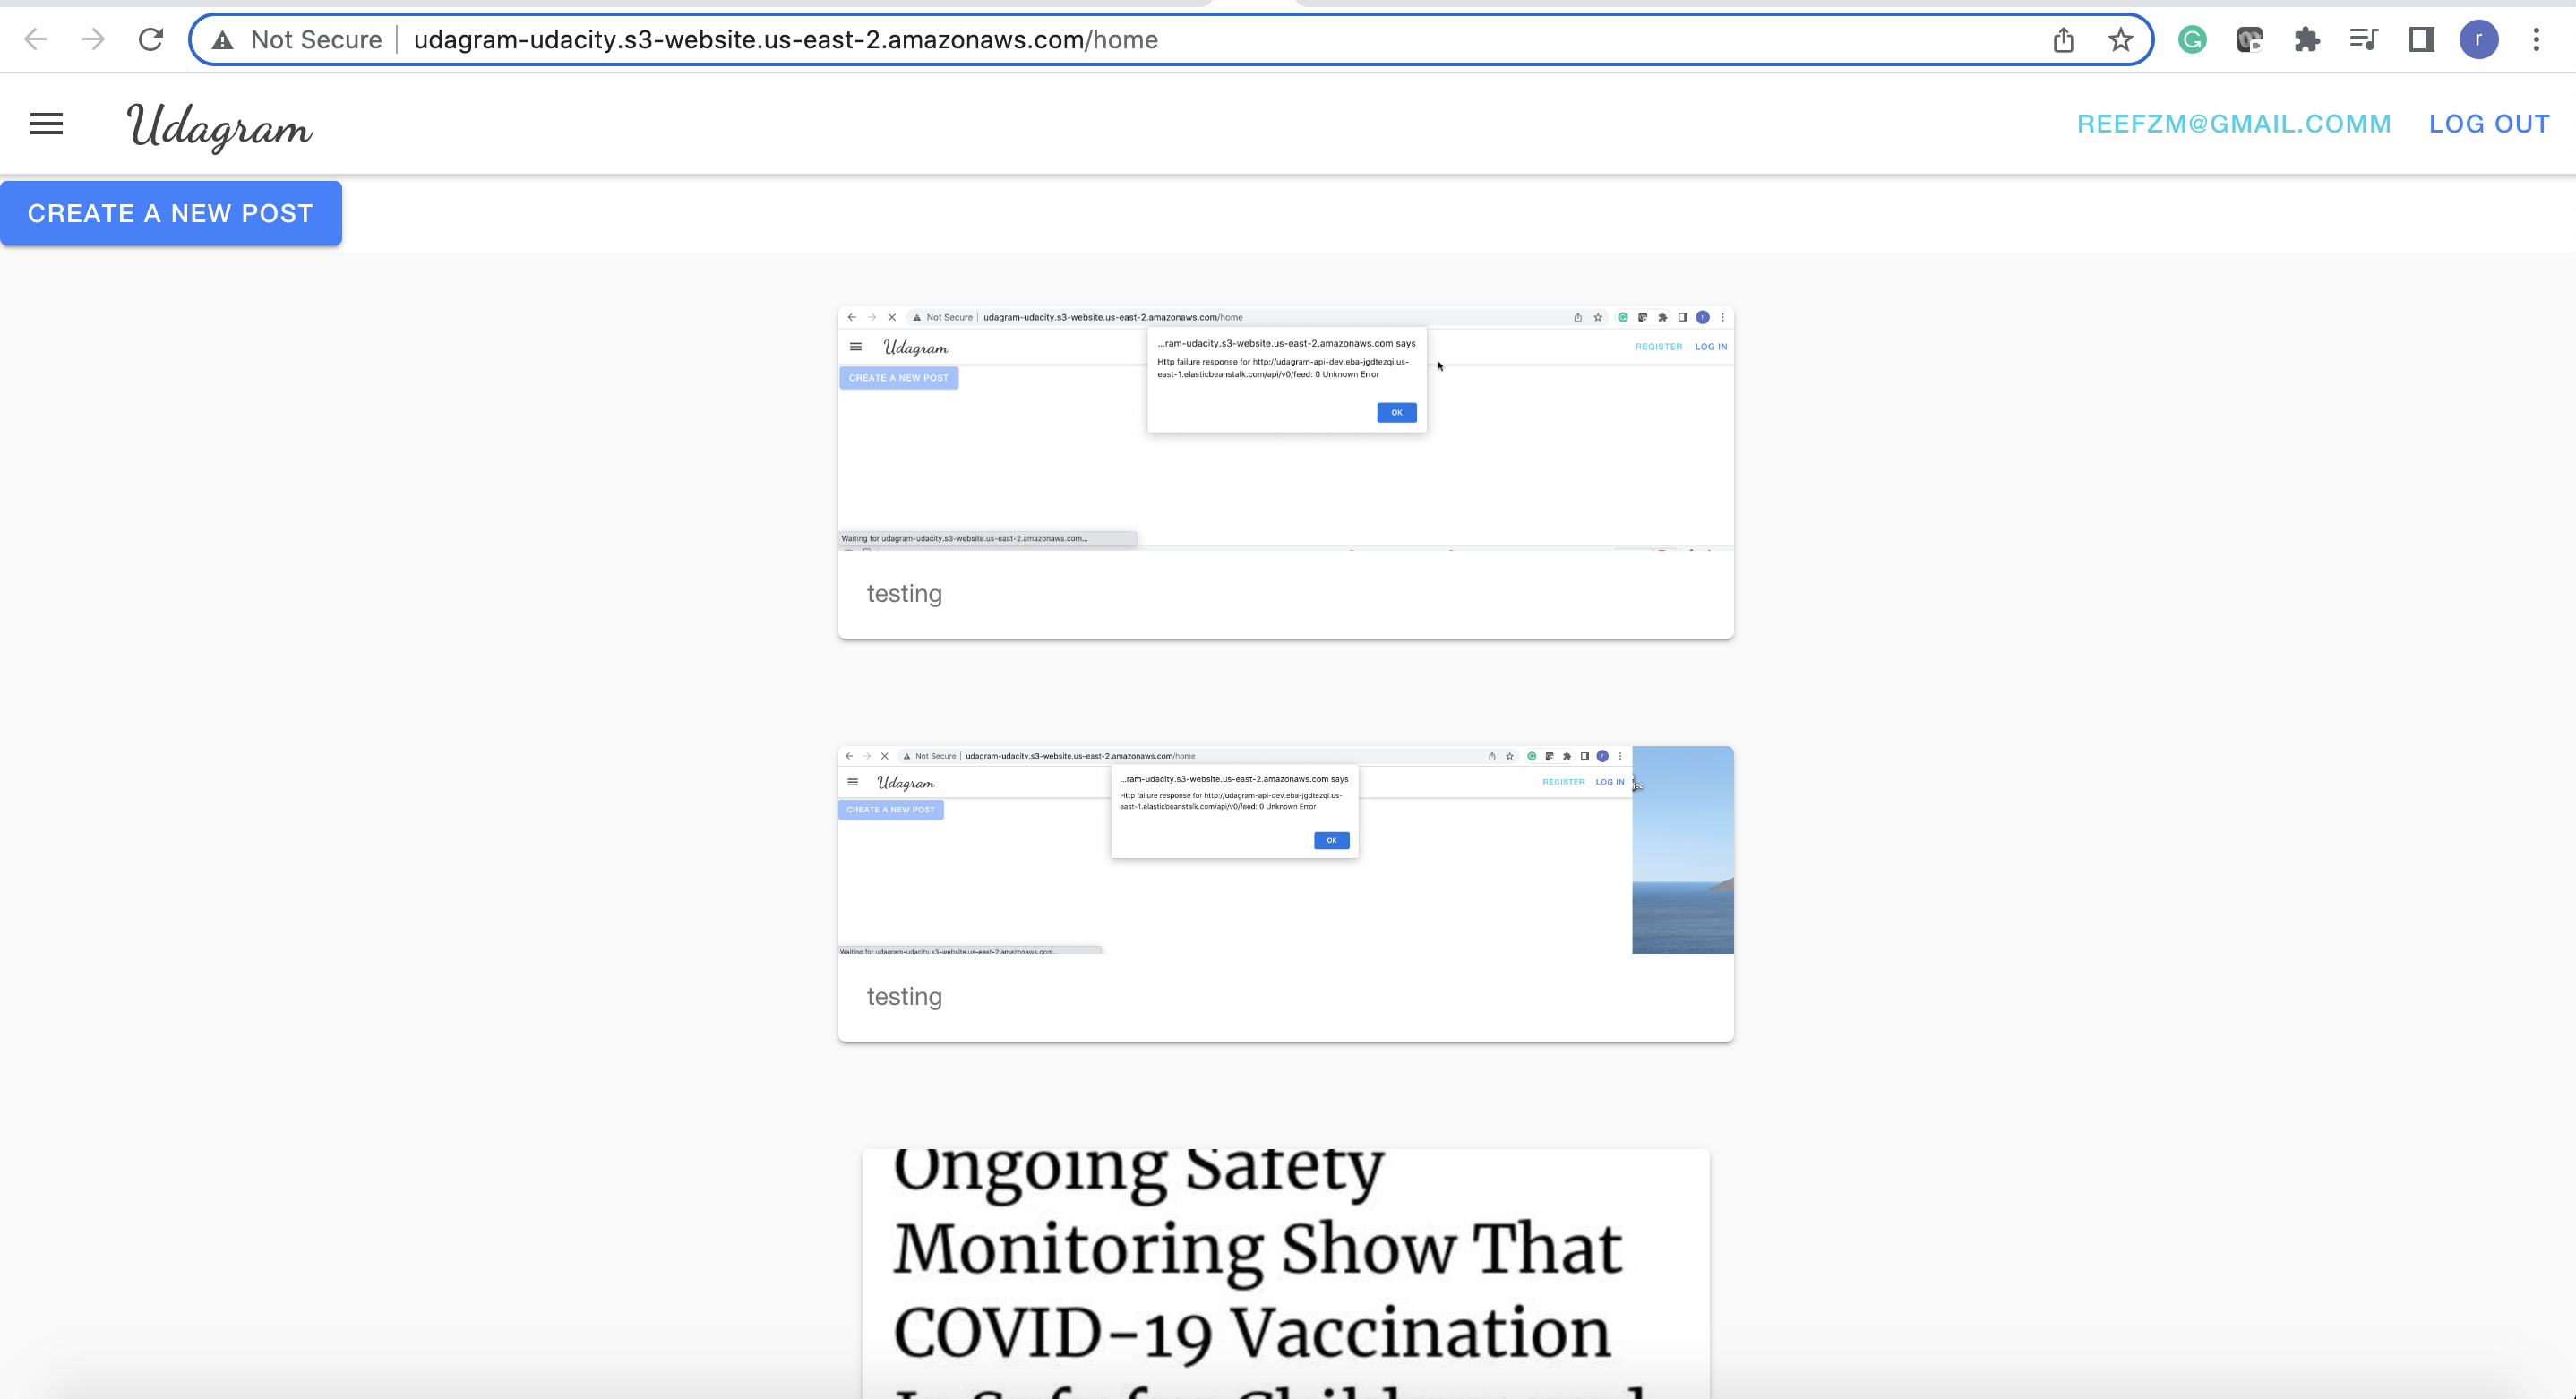 Not Secure | udagram-udacity.s3-website.us-east-2.amazonaws.com/home
r
Udagram
REEFZM@GMAIL.COMM LOG OUT
CREATE A NEW POST
Not Secure | udagram-udacity.s3-website.us-east-2.amazonaws.com/home
r
Udagram
REGISTER LOG IN
CREATE A NEW POST
...ram-udacity.s3-website.us-east-2.amazonaws.com says
Http failure response for http://udagram-api-dev.eba-jgdtezqi.us-
east-1.elasticbeanstalk.com/api/v0/feed: 0 Unknown Error
OK
Waiting for udagram-udacity.s3-website.us-east-2.amazonaws.com...
testing
Not Secure | udagram-udacity.s3-website.us-east-2.amazonaws.com/home
r
Udagram
REGISTER LOG IN
CREATE A NEW POST
...ram-udacity.s3-website.us-east-2.amazonaws.com says
Http failure response for http://udagram-api-dev.eba-jgdtezqi.us-
east-1.elasticbeanstalk.com/api/v0/feed: 0 Unknown Error
OK
Waiting for udagram-udacity.s3-website.us-east-2.amazonaws.com...
testing
Ongoing Safety
Monitoring Show That
COVID-19 Vaccination